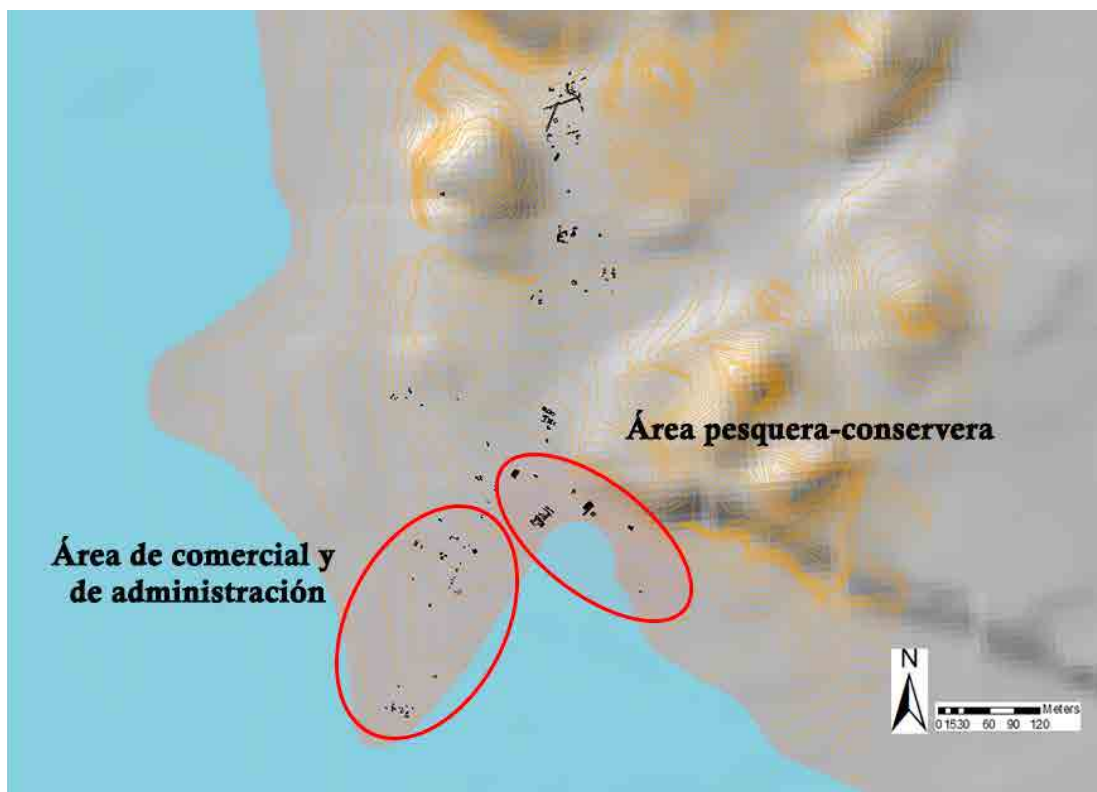 Área pesquera-conservera
Área de comercial y
de administración
N
Meters
0 15 30 60 90 120